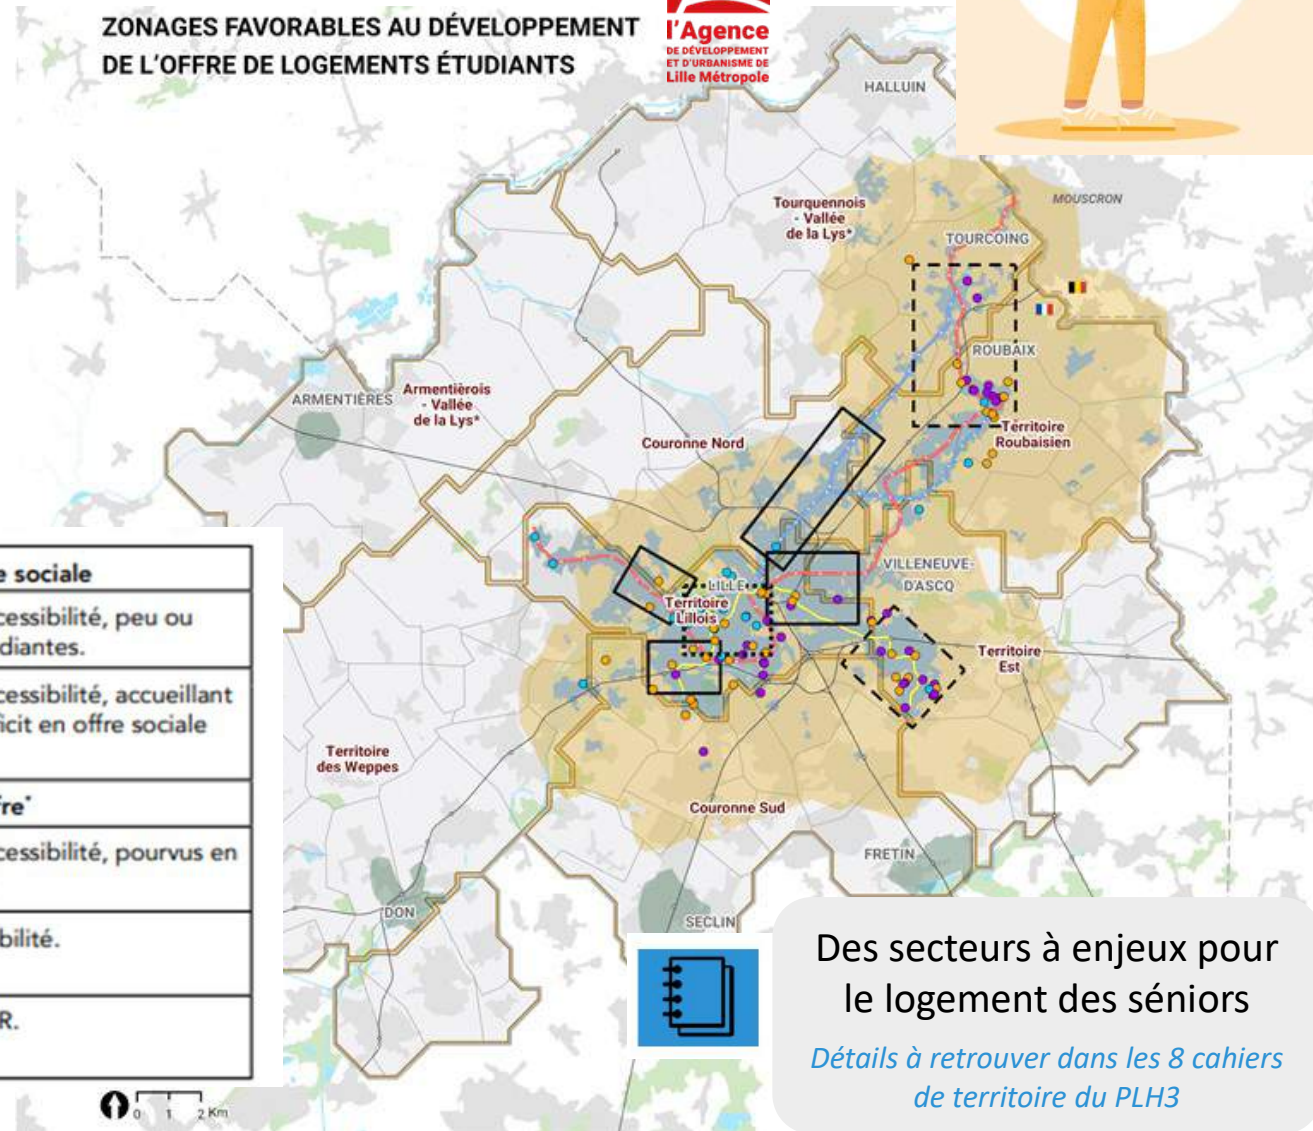 ZONAGES FAVORABLES AU DÉVELOPPEMENT
DE L'OFFRE DE LOGEMENTS ÉTUDIANTS
l'Agence
DE DÉVELOPPEMENT
ET D'URBANISME DE
Lille Métropole
HALLUIN
MOUSCRON
Tourquennois
- Vallée
de la Lys*
TOURCOING
ROUBAIX
ARMENTIÈRES
Armentiérois
- Vallée
de la Lys*
Couronne Nord
Territoire
Roubaisien
VILLENEUVE-
D'ASCQ
LILLE
Territoire
Lillois
Territoire
Est
Territoire
des Weppes
Couronne Sud
FRETIN
DON
SECLIN
sociale
cessibilité, peu ou
diantes.
cessibilité, accueillant
icit en offre sociale
fre*
cessibilité, pourvus en
bilité.
R.
0 1 2 Km
Des secteurs à enjeux pour
le logement des séniors
Détails à retrouver dans les 8 cahiers
de territoire du PLH3